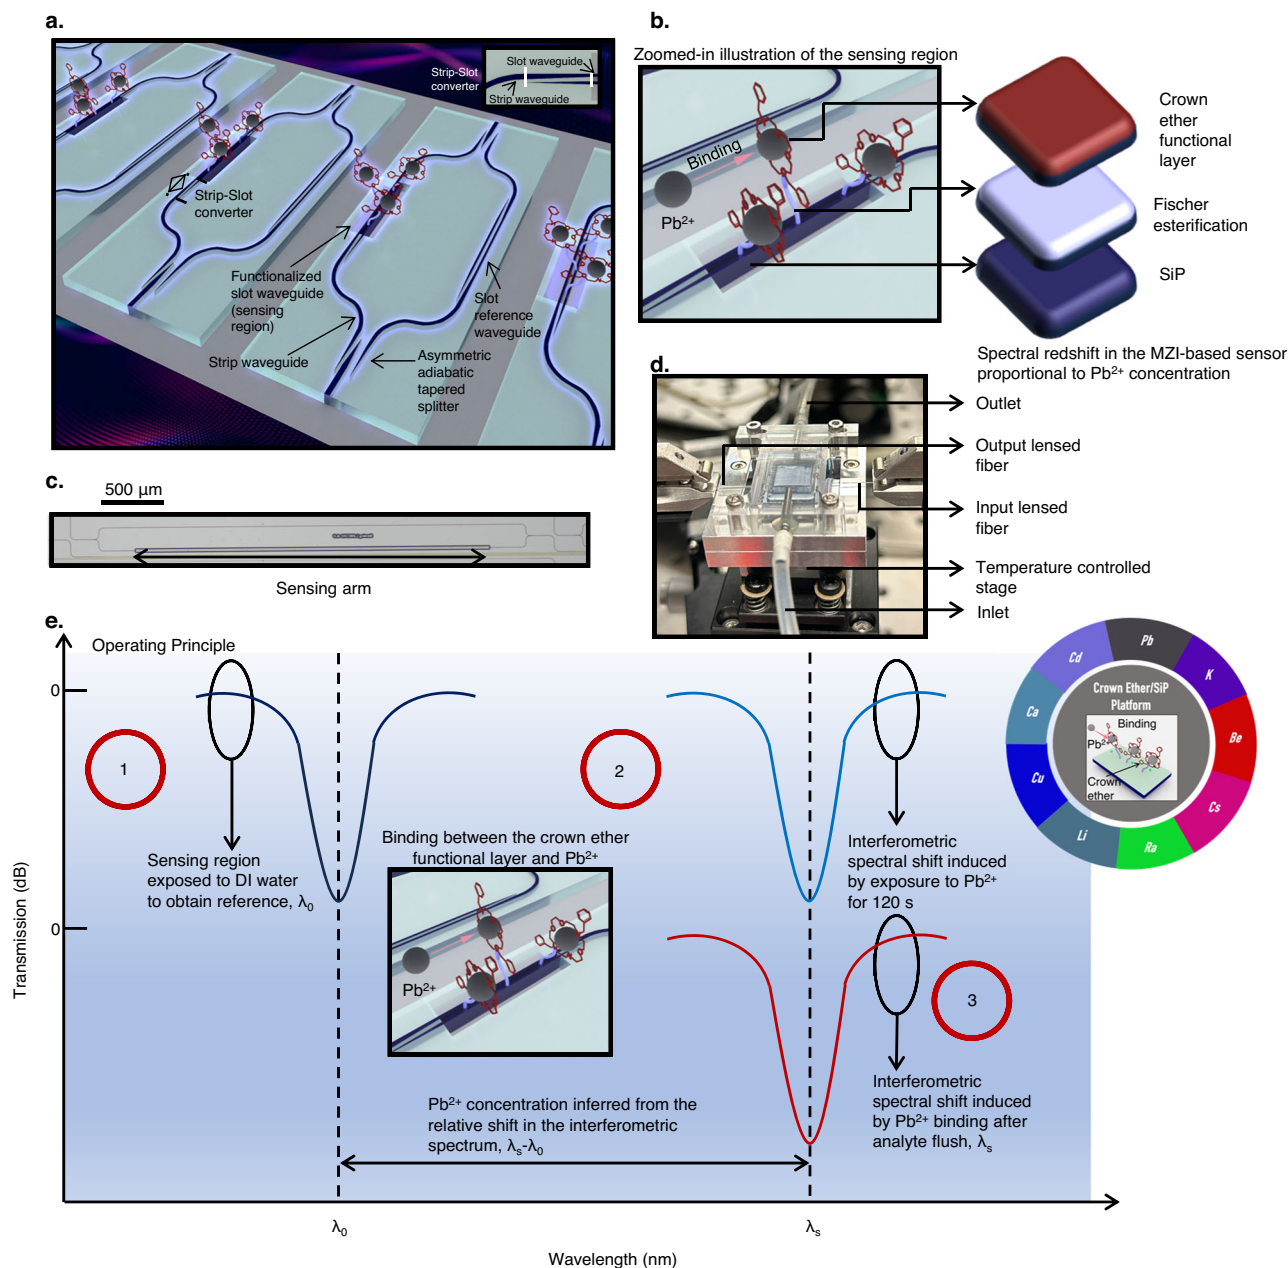 a.
Strip-Slot
converter
Slot waveguide
Strip waveguide
Strip-Slot
converter
Functionalized
slot waveguide
(sensing
region)
Strip waveguide
Slot
reference
waveguide
Asymmetric
adiabatic
tapered
splitter
b.
Zoomed-in illustration of the sensing region
Binding
Pb²⁺
Crown
ether
functional
layer
Fischer
esterification
SiP
Spectral redshift in the MZI-based sensor
proportional to Pb²⁺ concentration
c.
500 µm
Sensing arm
d.
Outlet
Output lensed
fiber
Input lensed
fiber
Temperature controlled
stage
Inlet
e.
Operating Principle
Transmission (dB)
0
0
1
Sensing region
exposed to DI water
to obtain reference, λ₀
2
Binding between the crown ether
functional layer and Pb²⁺
Pb²⁺
Interferometric
spectral shift induced
by exposure to Pb²⁺
for 120 s
3
Interferometric
spectral shift induced
by Pb²⁺ binding after
analyte flush, λₛ
Pb²⁺ concentration inferred from the
relative shift in the interferometric
spectrum, λₛ-λ₀
λ₀
λₛ
Wavelength (nm)
Pb
K
Be
Cs
Ra
Li
Cu
Ca
Cd
Crown Ether/SiP
Platform
Binding
Pb²⁺
Crown
ether